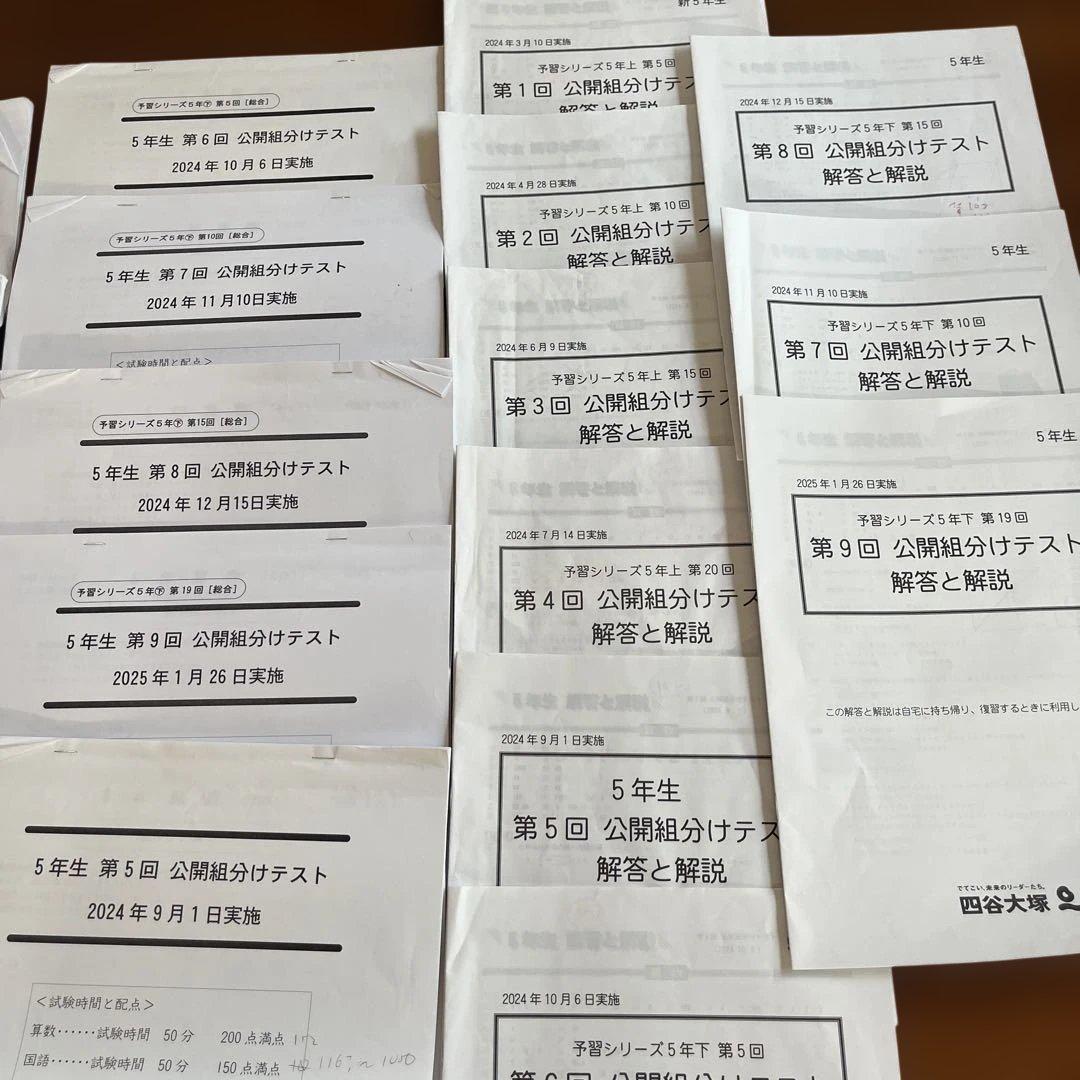 予習シリーズ5年下 第5回 [総合]
5年生 第6回 公開組分けテスト
2024年10月6日実施
予習シリーズ5年下 第10回 [総合]
5年生 第7回 公開組分けテスト
2024年11月10日実施
<試験時間と配点>
予習シリーズ5年下 第15回 [総合]
5年生 第8回 公開組分けテスト
2024年12月15日実施
予習シリーズ5年下 第19回 [総合]
5年生 第9回 公開組分けテスト
2025年1月26日実施
5年生 第5回 公開組分けテスト
2024年9月1日実施
<試験時間と配点>
算数……試験時間 50分 200点満点
国語……試験時間 50分 150点満点
新5年生
2024年3月10日実施
予習シリーズ5年上 第5回
第1回 公開組分けテス
解答と解説
2024年4月28日実施
予習シリーズ5年上 第10回
第2回 公開組分けテ
解答と解説
2024年6月9日実施
予習シリーズ5年上 第15回
第3回 公開組分けテス
解答と解説
2024年7月14日実施
予習シリーズ5年上 第20回
第4回 公開組分けテス
解答と解説
2024年9月1日実施
5年生
第5回 公開組分けテス
解答と解説
2024年10月6日実施
予習シリーズ5年下 第5回
第6回 公開組分けテス
5年生
2024年12月15日実施
予習シリーズ5年下 第15回
第8回 公開組分けテスト
解答と解説
5年生
2024年11月10日実施
予習シリーズ5年下 第10回
第7回 公開組分けテスト
解答と解説
5年生
2025年1月26日実施
予習シリーズ5年下 第19回
第9回 公開組分けテスト
解答と解説
この解答と解説は自宅に持ち帰り、復習するときに利用し
でてこい、未来のリーダーたち。
四谷大塚